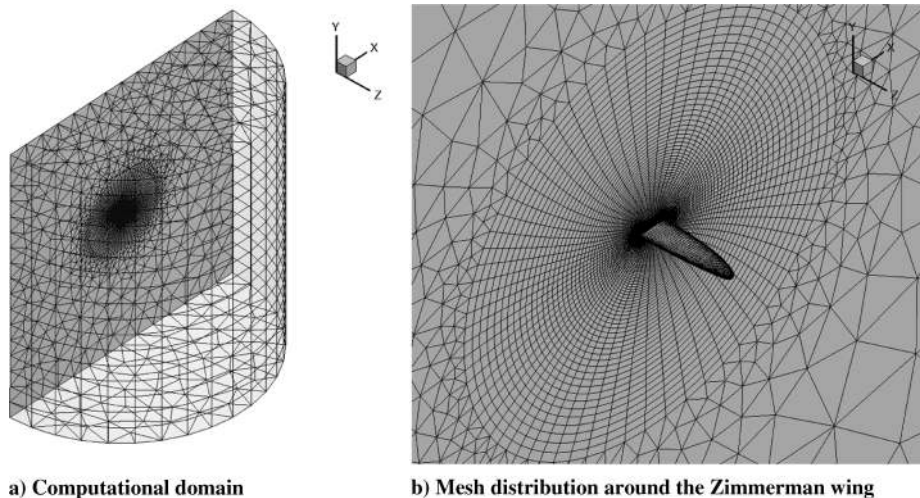 Y
X
Z
Y
X
Z
a) Computational domain
b) Mesh distribution around the Zimmerman wing